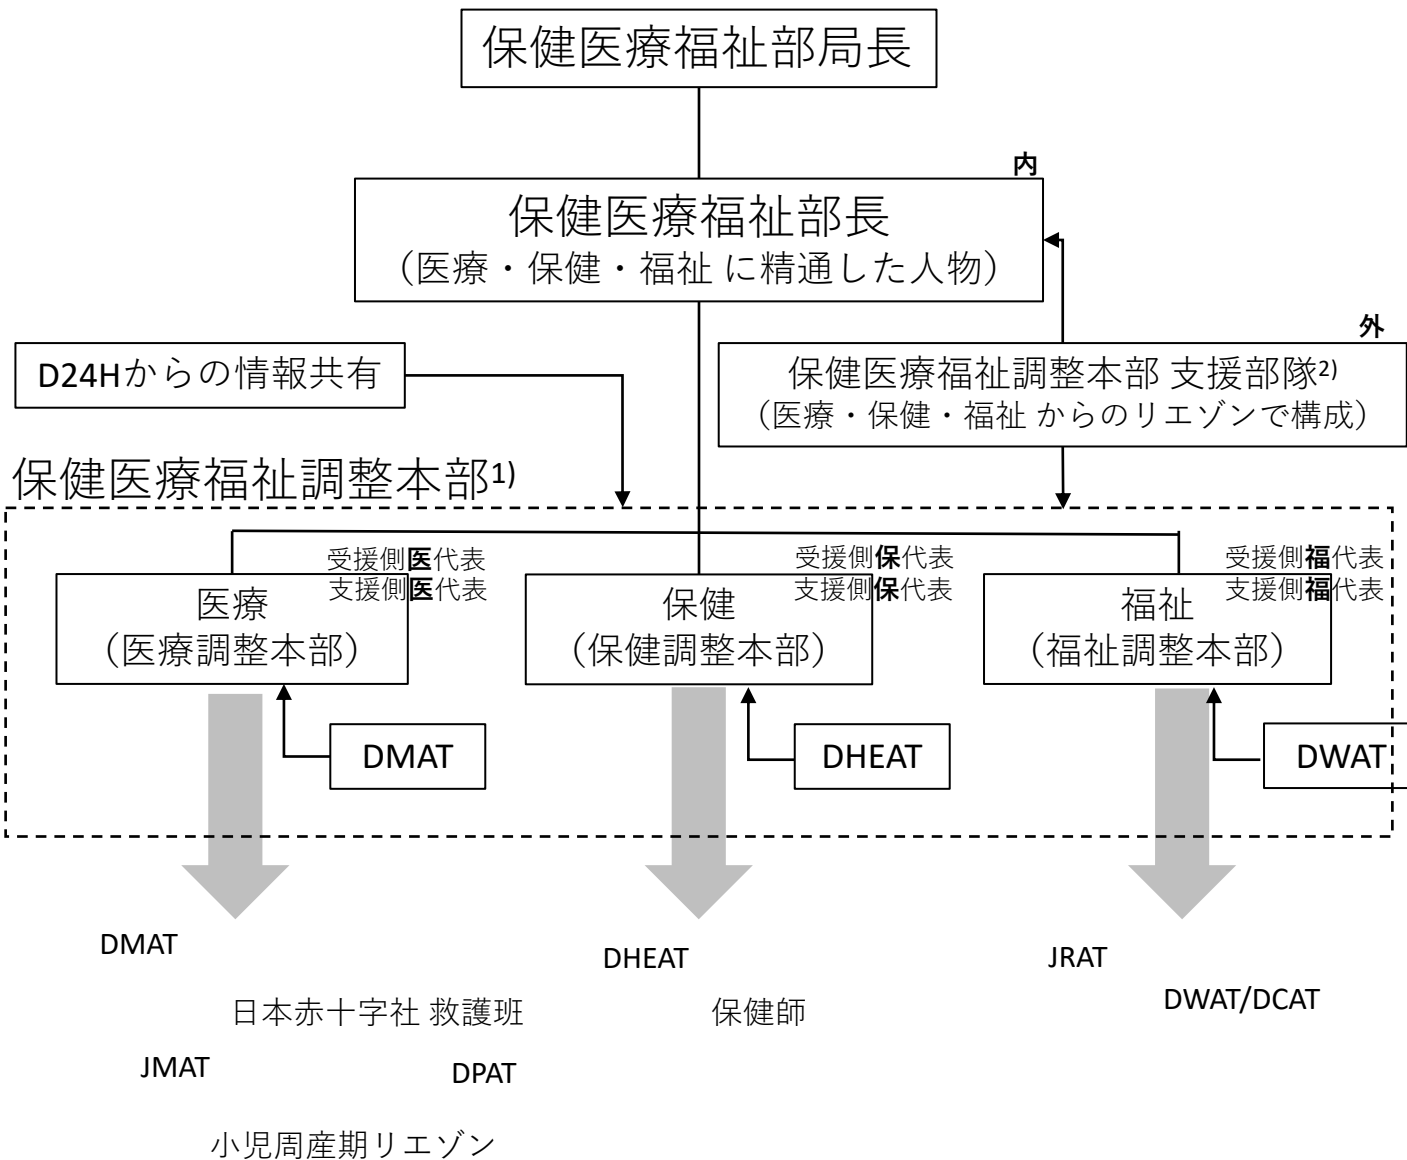 保健医療福祉部局長
内
保健医療福祉部長
（医療・保健・福祉 に精通した人物）
外
D24Hからの情報共有
保健医療福祉調整本部 支援部隊2)
（医療・保健・福祉 からのリエゾンで構成）
保健医療福祉調整本部1)
受援側医代表
支援側医代表
医療
（医療調整本部）
受援側保代表
支援側保代表
保健
（保健調整本部）
受援側福代表
支援側福代表
福祉
（福祉調整本部）
DMAT
DHEAT
DWAT
DMAT
日本赤十字社 救護班
JMAT
DPAT
小児周産期リエゾン
DHEAT
保健師
JRAT
DWAT/DCAT